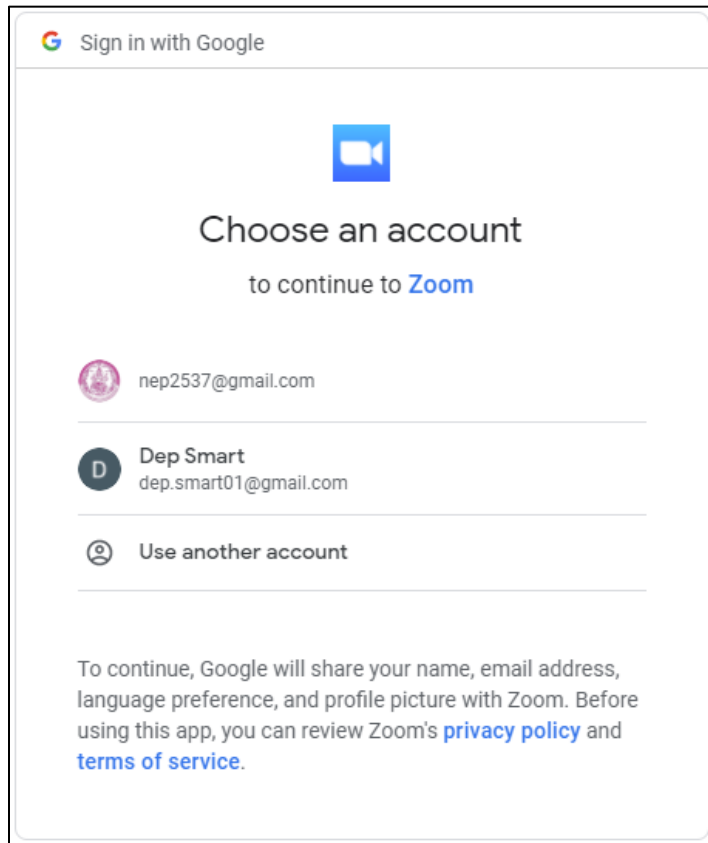 Sign in with Google
Choose an account
to continue to Zoom
nep2537@gmail.com
Dep Smart
D
dep.smart01@gmail.com
Use another account
To continue, Google will share your name, email address,
language preference, and profile picture with Zoom. Before
using this app, you can review Zoom's privacy policy and
terms of service.